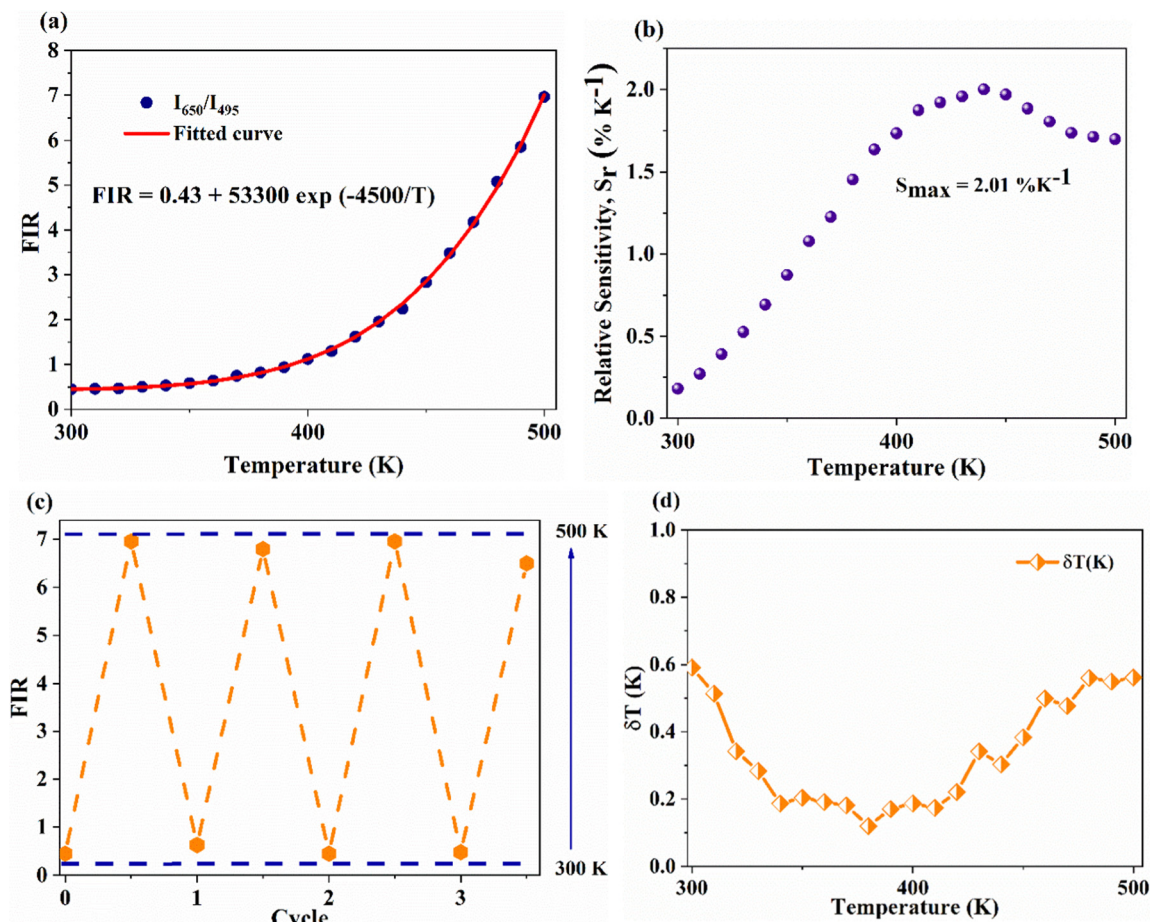 (a)
8
7
6
5
4
3
2
1
0
FIR
I650/I495
Fitted curve
FIR = 0.43 + 53300 exp (-4500/T)
300 400 500
Temperature (K)
(b)
2.0
1.5
1.0
0.5
0.0
Relative Sensitivity, Sr (% K-1)
Smax = 2.01 %K-1
300 400 500
Temperature (K)
(c)
7
6
5
4
3
2
1
0
FIR
500 K
300 K
0 1 2 3
Cycle
(d)
1.0
0.8
0.6
0.4
0.2
0.0
δT (K)
δT(K)
300 400 500
Temperature (K)